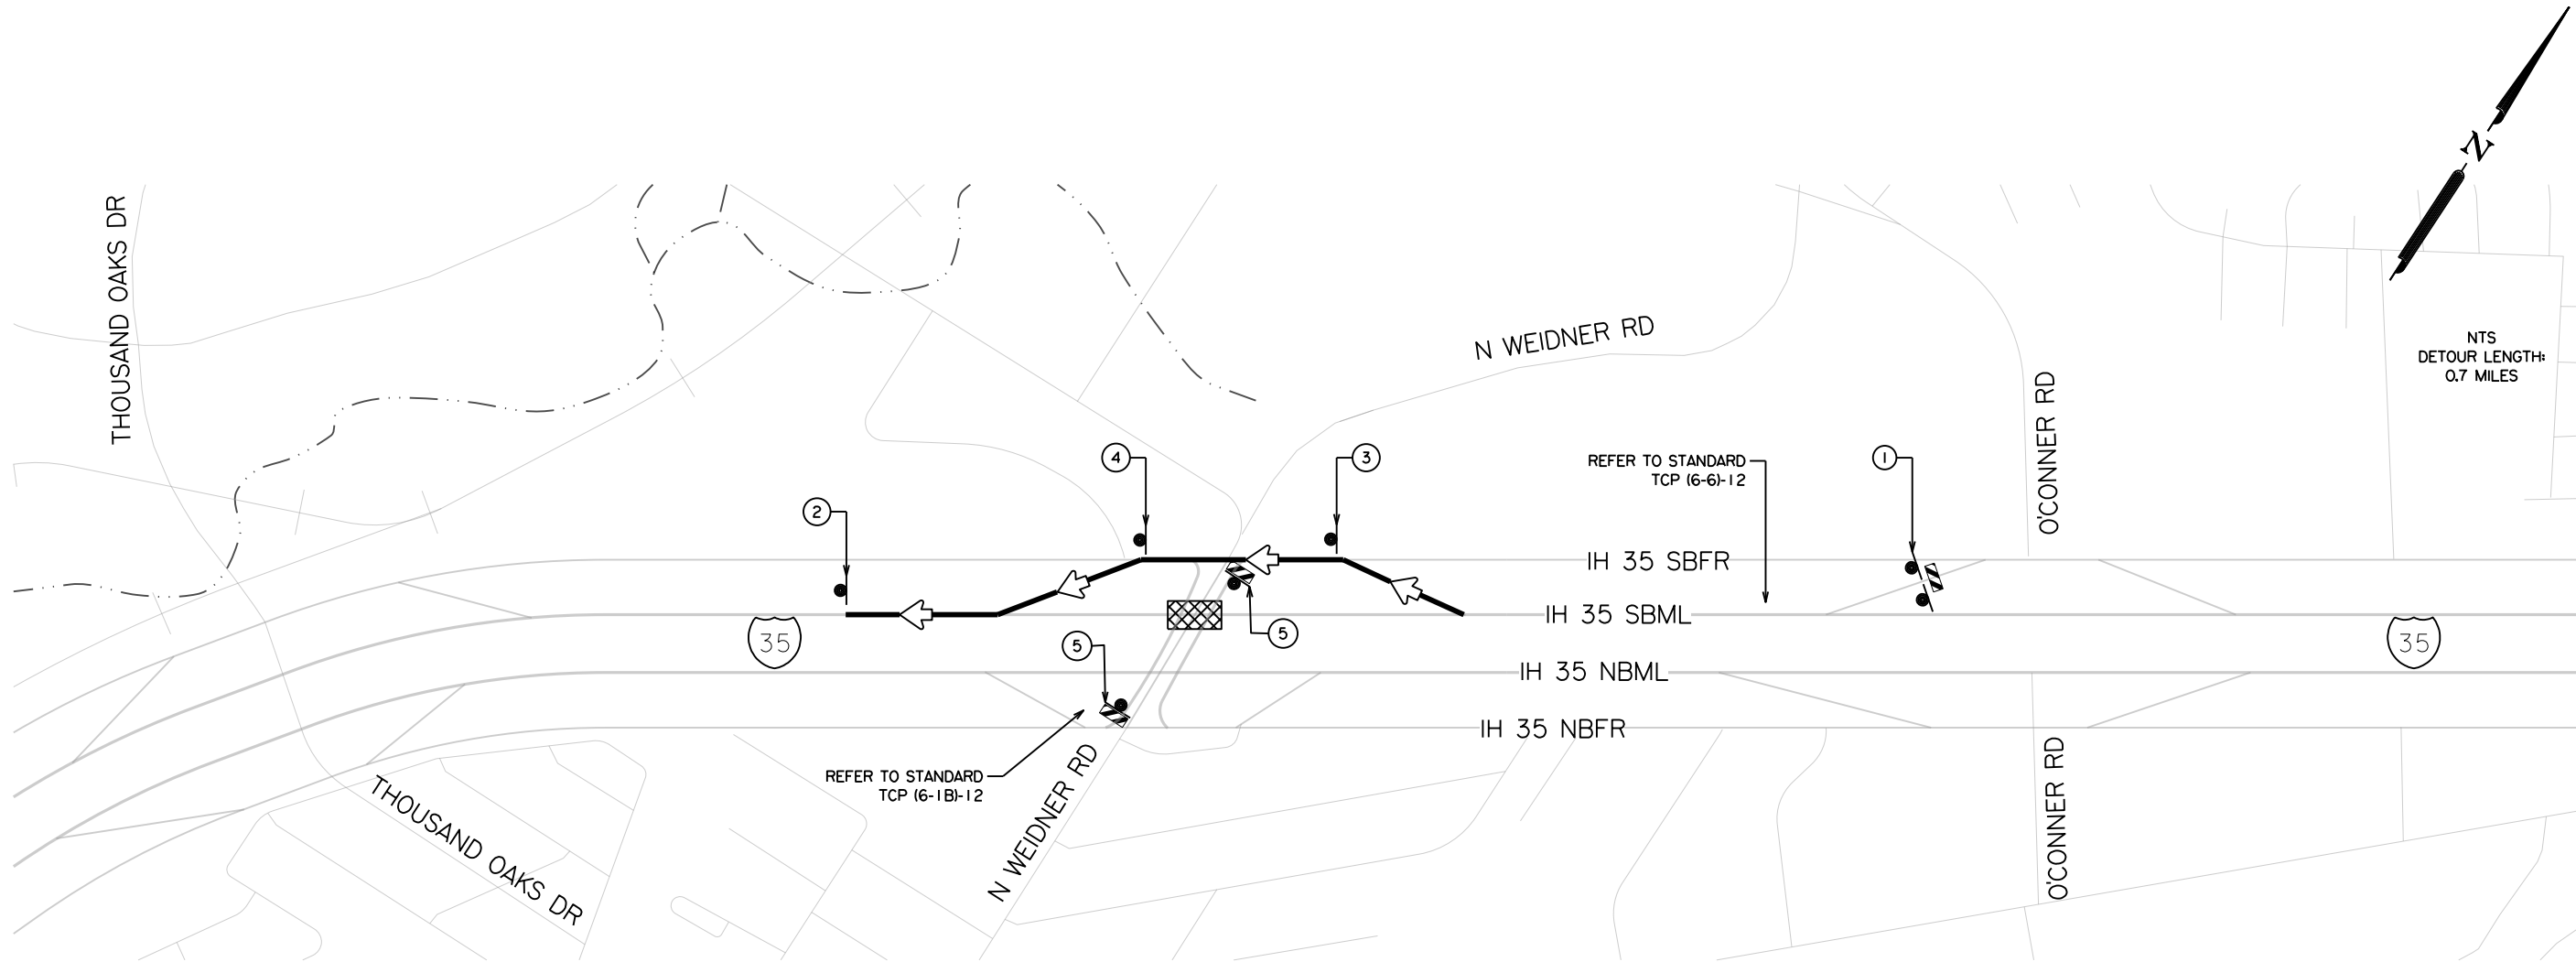 N
THOUSAND OAKS DR
N WEIDNER RD
NTS
DETOUR LENGTH:
0.7 MILES
O'CONNER RD
4
3
REFER TO STANDARD
TCP (6-6)-12
1
2
IH 35 SBFR
IH 35 SBML
35
5
5
35
IH 35 NBML
IH 35 NBFR
REFER TO STANDARD
TCP (6-1B)-12
N WEIDNER RD
O'CONNER RD
THOUSAND OAKS DR